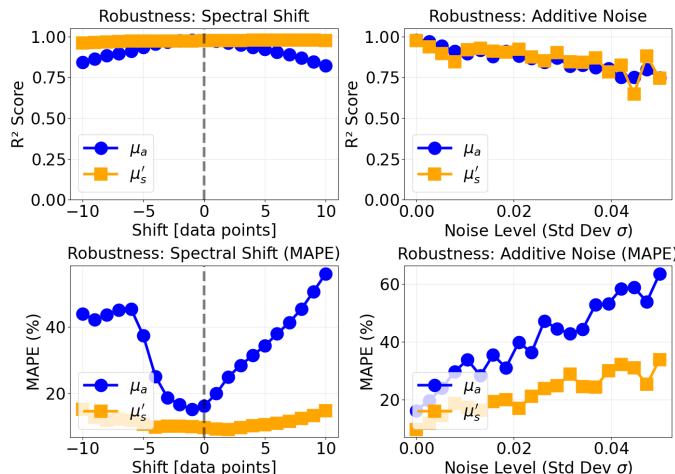 Robustness: Spectral Shift
R² Score
1.00
0.75
0.50
0.25
0.00
μₐ
μ′ₛ
−10
−5
0
5
10
Shift [data points]
Robustness: Additive Noise
R² Score
1.00
0.75
0.50
0.25
0.00
μₐ
μ′ₛ
0.00
0.02
0.04
Noise Level (Std Dev σ)
Robustness: Spectral Shift (MAPE)
MAPE (%)
40
20
μₐ
μ′ₛ
−10
−5
0
5
10
Shift [data points]
Robustness: Additive Noise (MAPE)
MAPE (%)
60
40
20
μₐ
μ′ₛ
0.00
0.02
0.04
Noise Level (Std Dev σ)